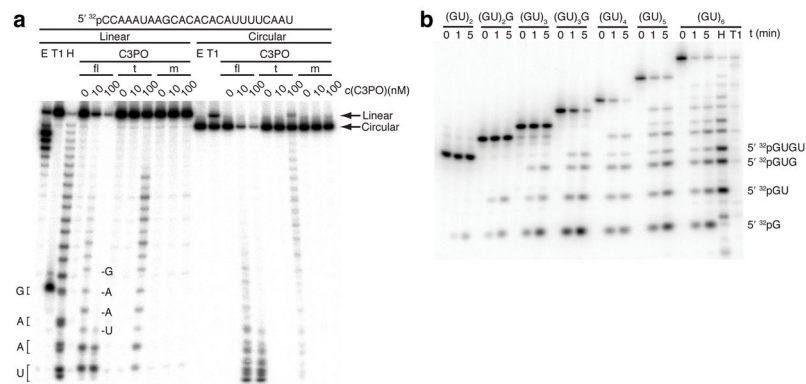 a
5′ ³²pCCAAAUAAGCACACACAUUUUCAAU
Linear Circular
E T1 H C3PO E T1 C3PO
fl t m fl t m
0 10 100 0 10 100 0 10 100 0 10 100 0 10 100 0 10 100 c(C3PO)(nM)
Linear
Circular
-G
G
-A
-A
A
-U
A
U
b
(GU)₂ (GU)₂G (GU)₃ (GU)₃G (GU)₄ (GU)₅ (GU)₆
0 1 5 0 1 5 0 1 5 0 1 5 0 1 5 0 1 5 0 1 5 H T1 t (min)
5′ ³²pGUGU
5′ ³²pGUG
5′ ³²pGU
5′ ³²pG